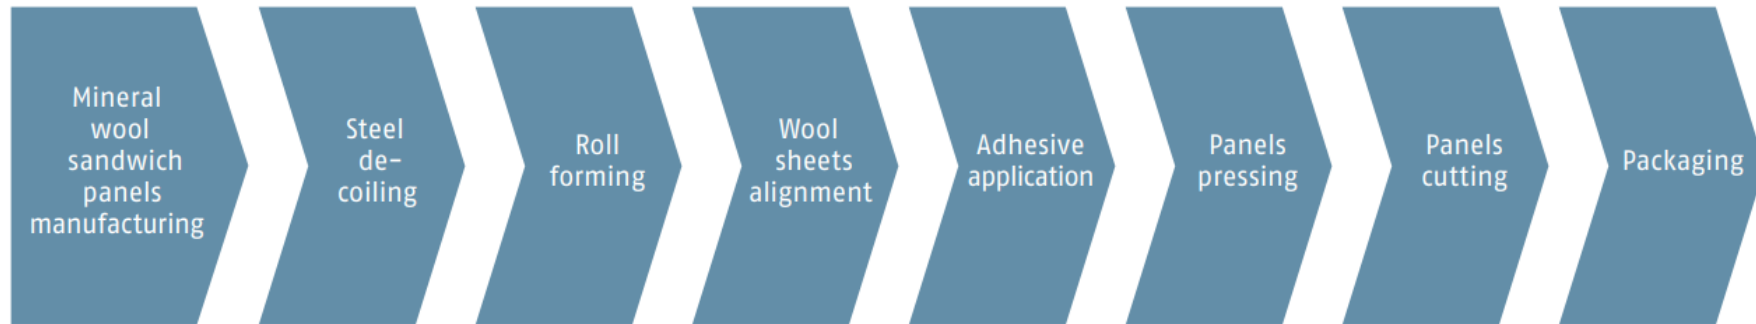 Mineral
wool
sandwich
panels
manufacturing
Steel
de-
coiling
Roll
forming
Wool
sheets
alignment
Adhesive
application
Panels
pressing
Panels
cutting
Packaging